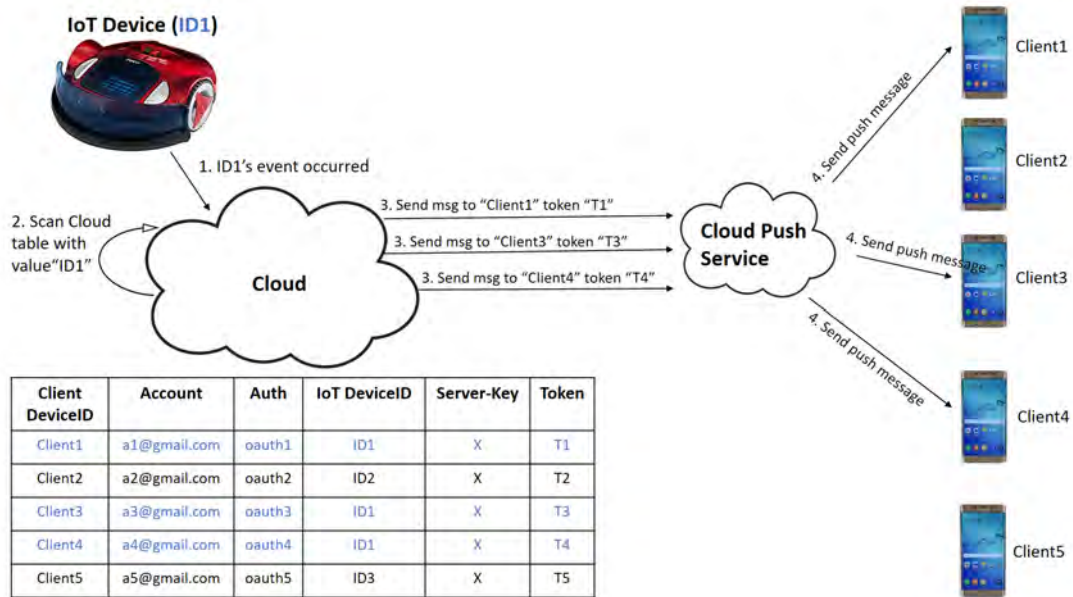 IoT Device (ID1)
1. ID1's event occurred
2. Scan Cloud
table with
value"ID1"
Cloud
3. Send msg to "Client1" token "T1"
3. Send msg to "Client3" token "T3"
3. Send msg to "Client4" token "T4"
Cloud Push
Service
4. Send push message
4. Send push message
4. Send push message
Client1
Client2
Client3
Client4
Client5
Client DeviceID Account Auth IoT DeviceID Server-Key Token
Client1 a1@gmail.com oauth1 ID1 X T1
Client2 a2@gmail.com oauth2 ID2 X T2
Client3 a3@gmail.com oauth3 ID1 X T3
Client4 a4@gmail.com oauth4 ID1 X T4
Client5 a5@gmail.com oauth5 ID3 X T5